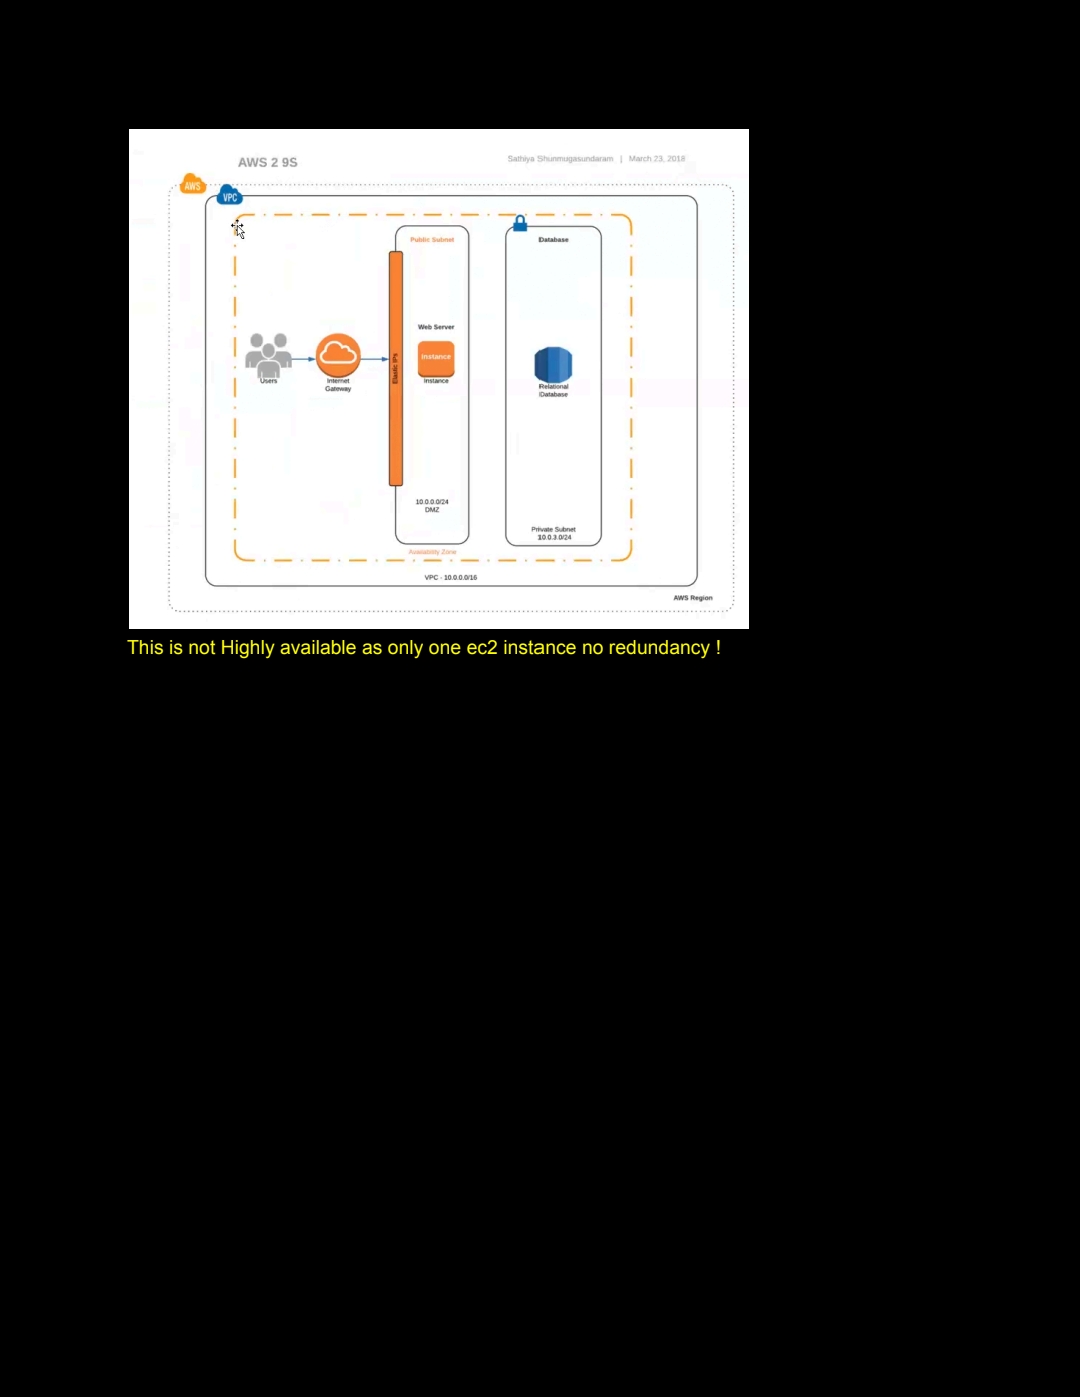 AWS 2 9S
Sathiya Shunmugasundaram | March 23, 2018
AWS
VPC
Public Subnet
Database
Web Server
Instance
Instance
Elastic IPs
Users
Internet
Gateway
Relational
Database
10.0.0.0/24
DMZ
Private Subnet
10.0.3.0/24
Availability Zone
VPC - 10.0.0.0/16
AWS Region
This is not Highly available as only one ec2 instance no redundancy !